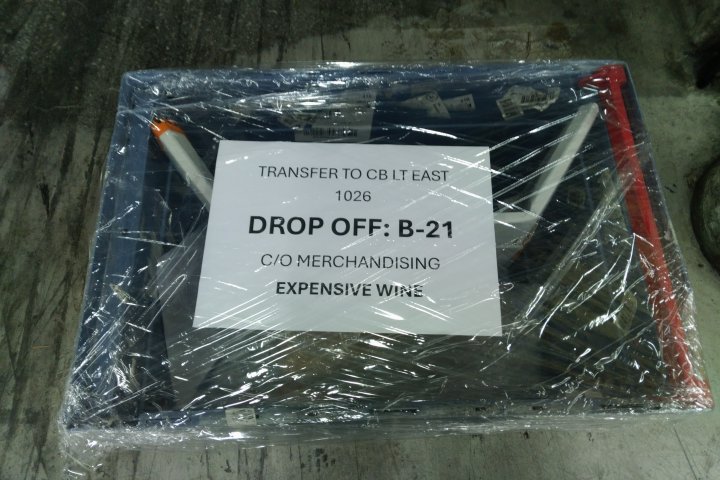 TRANSFER TO CB LT EAST
1026
DROP OFF: B-21
C/O MERCHANDISING
EXPENSIVE WINE